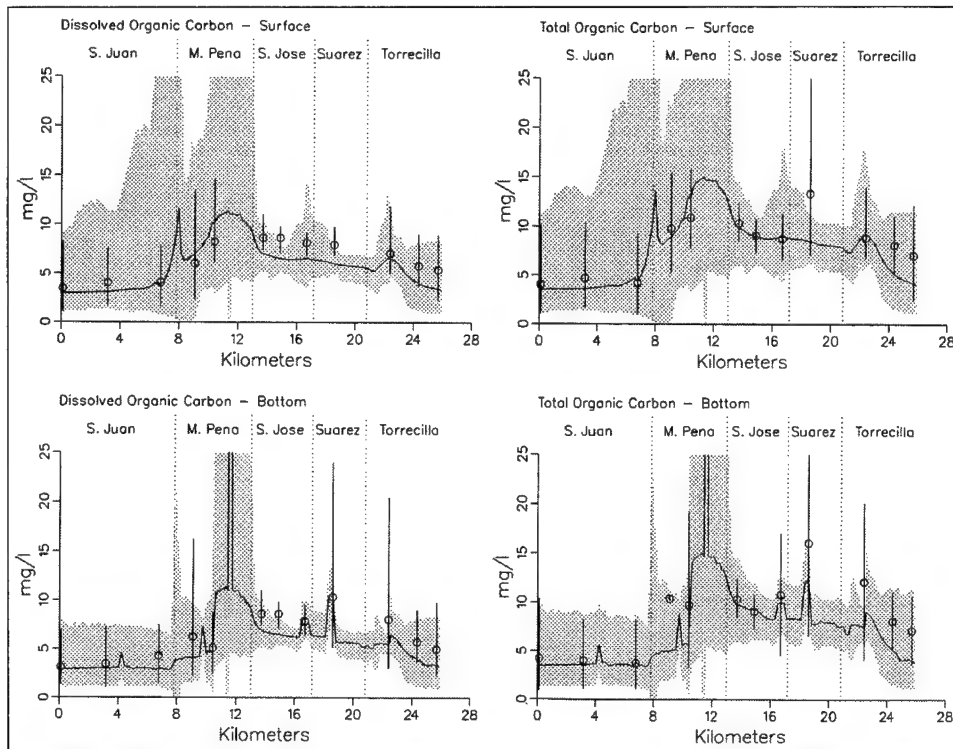 Dissolved Organic Carbon – Surface
S. Juan M. Pena S. Jose Suarez Torrecilla
25
20
15
10
5
0
mg/l
0 4 8 12 16 20 24 28
Kilometers
Total Organic Carbon – Surface
S. Juan M. Pena S. Jose Suarez Torrecilla
25
20
15
10
5
0
mg/l
0 4 8 12 16 20 24 28
Kilometers
Dissolved Organic Carbon – Bottom
S. Juan M. Pena S. Jose Suarez Torrecilla
25
20
15
10
5
0
mg/l
0 4 8 12 16 20 24 28
Kilometers
Total Organic Carbon – Bottom
S. Juan M. Pena S. Jose Suarez Torrecilla
25
20
15
10
5
0
mg/l
0 4 8 12 16 20 24 28
Kilometers